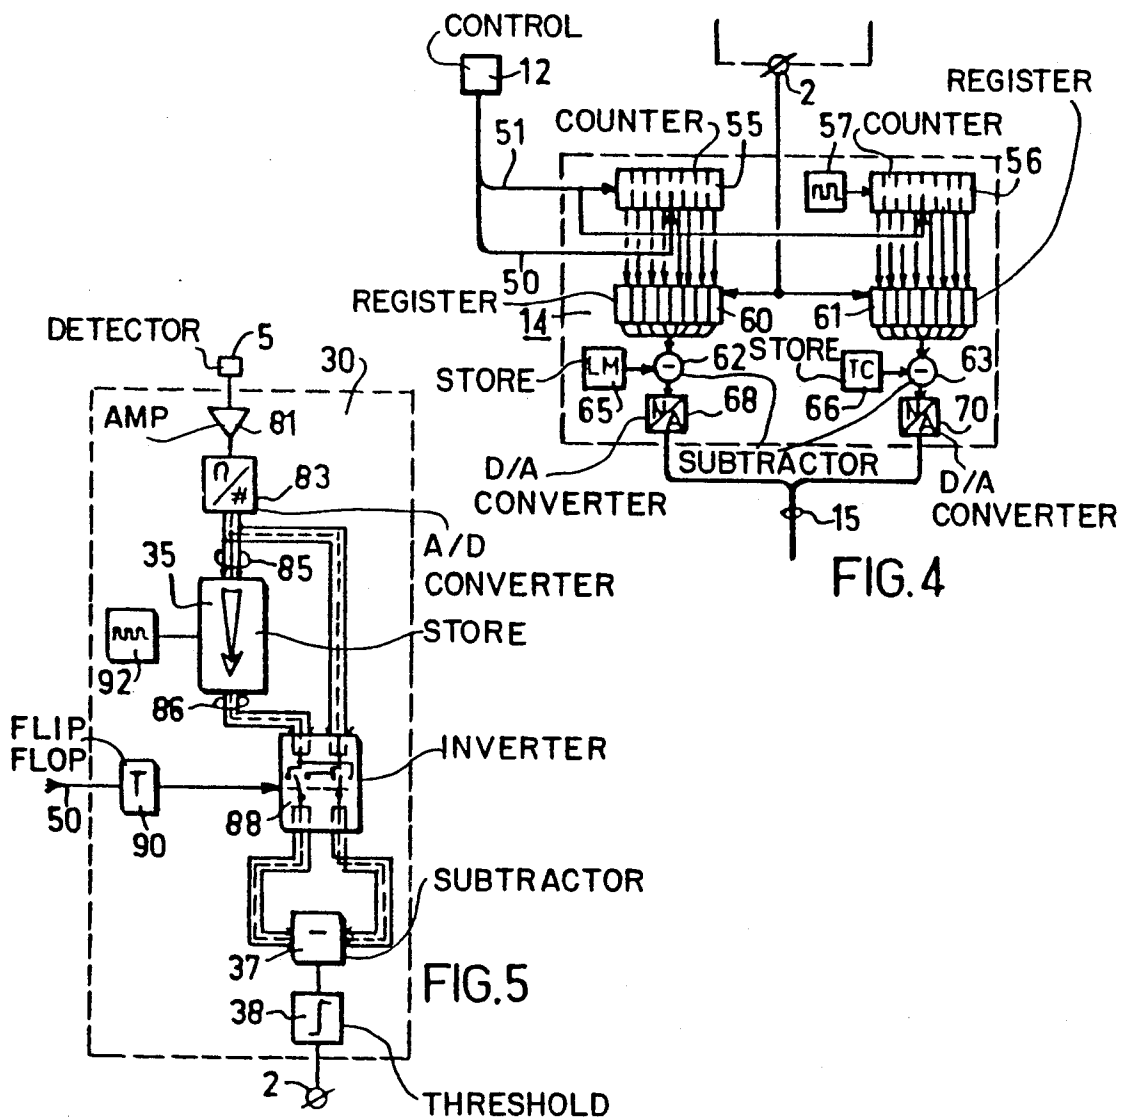 CONTROL
12
2
REGISTER
COUNTER 55
57 COUNTER
51
56
50
REGISTER
14
60
61
STORE
LM
65
62
STORE
TC
66
63
N/A
68
N/A
70
D/A
CONVERTER
SUBTRACTOR
D/A
CONVERTER
15
FIG.4
DETECTOR
5
30
AMP
81
n/#
83
A/D
CONVERTER
35
85
STORE
92
86
FLIP
FLOP
T
50
90
88
INVERTER
SUBTRACTOR
-
37
38
FIG.5
2
THRESHOLD